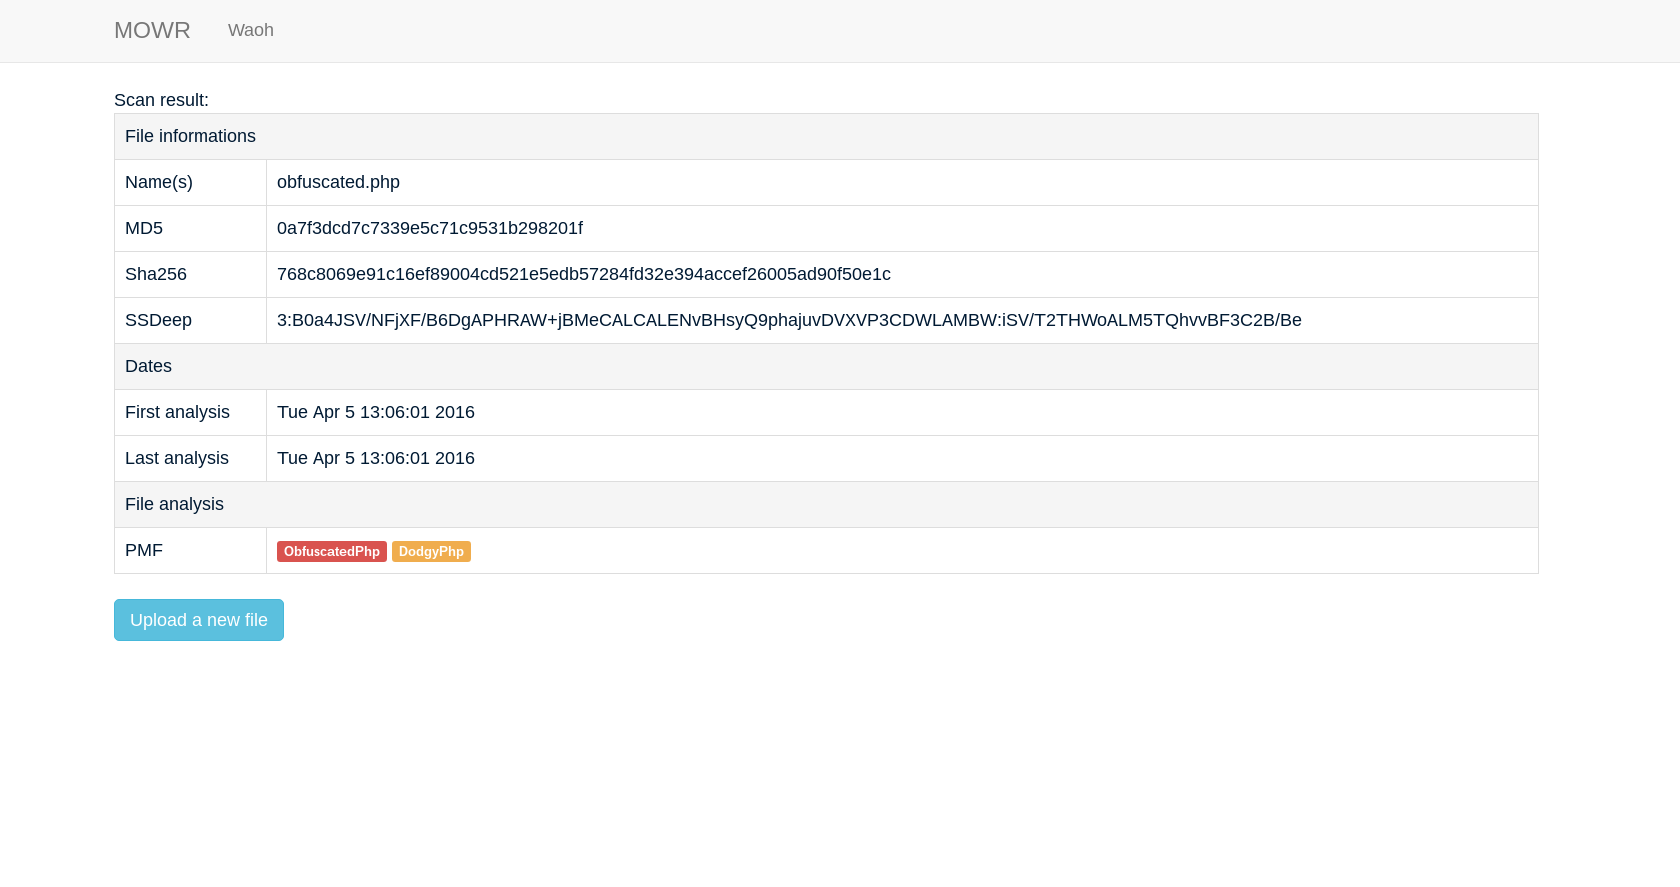 MOWR Waoh
Scan result:
File informations
Name(s) obfuscated.php
MD5 0a7f3dcd7c7339e5c71c9531b298201f
Sha256 768c8069e91c16ef89004cd521e5edb57284fd32e394accef26005ad90f50e1c
SSDeep 3:B0a4JSV/NFjXF/B6DgAPHRAW+jBMeCALCALENvBHsyQ9phajuvDVXVP3CDWLAMBW:iSV/T2THWoALM5TQhvvBF3C2B/Be
Dates
First analysis Tue Apr 5 13:06:01 2016
Last analysis Tue Apr 5 13:06:01 2016
File analysis
PMF ObfuscatedPhp DodgyPhp
Upload a new file